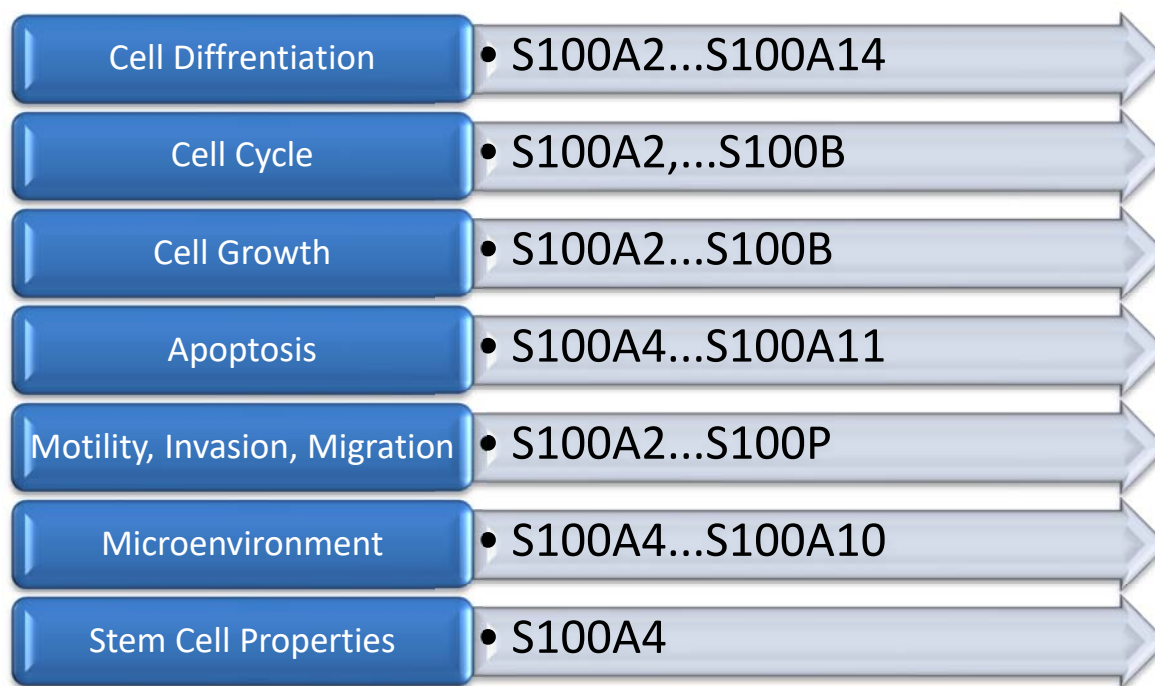 Cell Diffrentiation
• S100A2...S100A14
Cell Cycle
• S100A2,...S100B
Cell Growth
• S100A2...S100B
Apoptosis
• S100A4...S100A11
Motility, Invasion, Migration
• S100A2...S100P
Microenvironment
• S100A4...S100A10
Stem Cell Properties
• S100A4